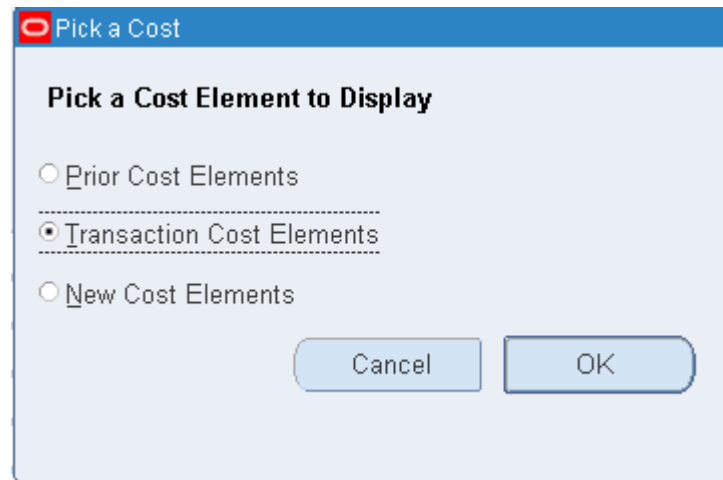 Pick a Cost
Pick a Cost Element to Display
Prior Cost Elements
Transaction Cost Elements
New Cost Elements
Cancel OK